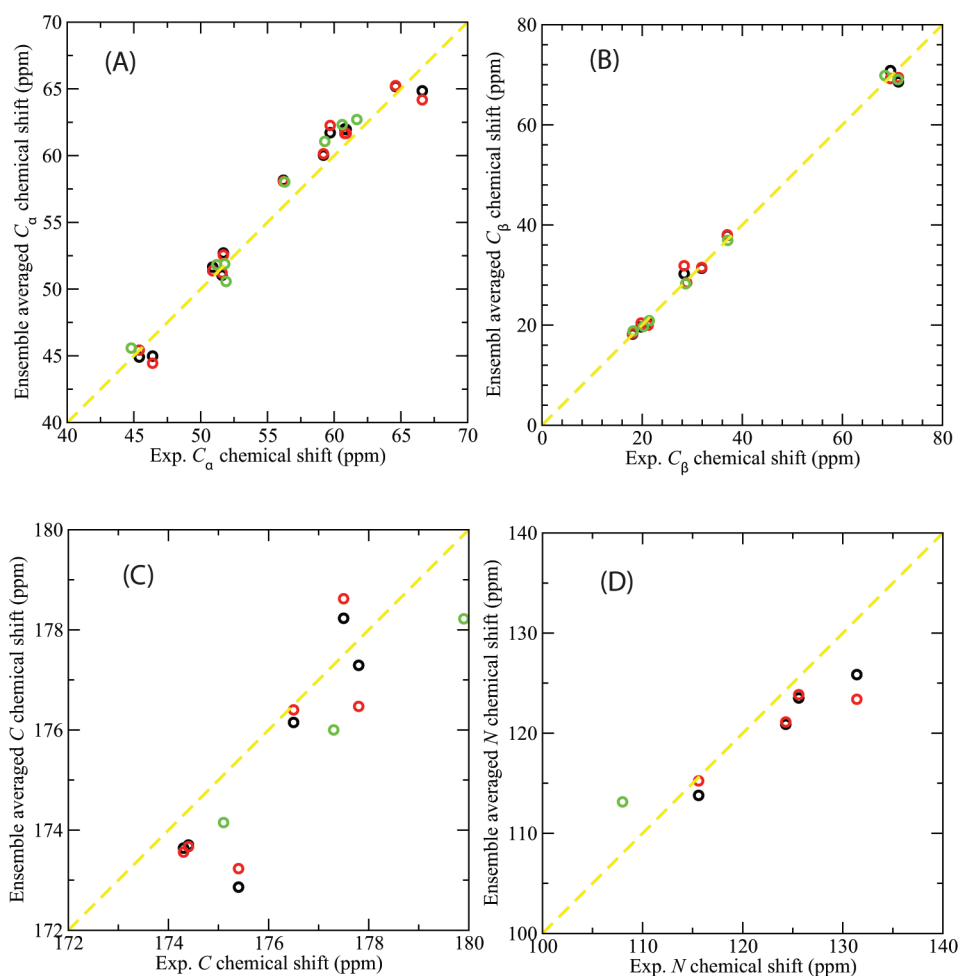 (A)
Ensemble averaged Cα chemical shift (ppm)
70
65
60
55
50
45
40
40 45 50 55 60 65 70
Exp. Cα chemical shift (ppm)
(B)
Ensembl averaged Cβ chemical shift (ppm)
80
60
40
20
0
0 20 40 60 80
Exp. Cβ chemical shift (ppm)
(C)
Ensemble averaged C chemical shift (ppm)
180
178
176
174
172
172 174 176 178 180
Exp. C chemical shift (ppm)
(D)
Ensemble averaged N chemical shift (ppm)
140
130
120
110
100
100 110 120 130 140
Exp. N chemical shift (ppm)